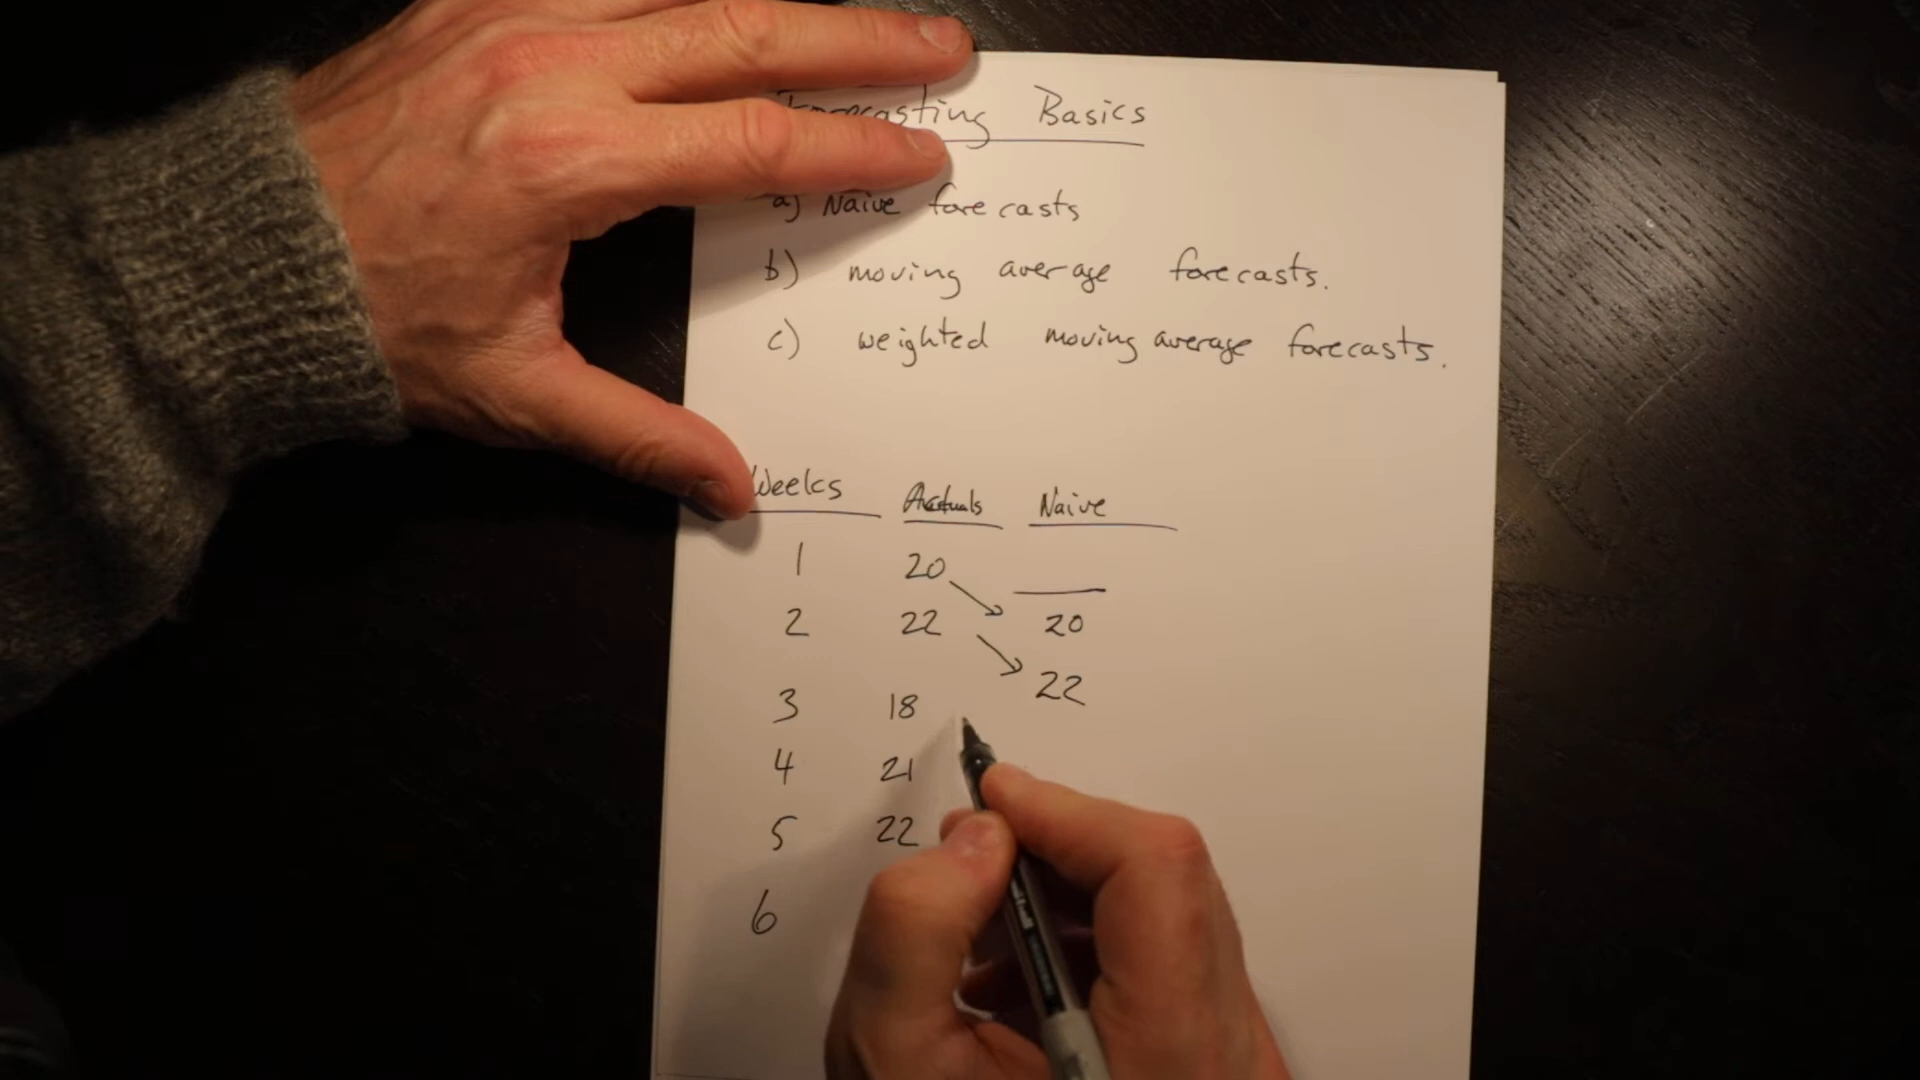 Forecasting Basics
a) Naive forecasts
b) moving average forecasts.
c) weighted moving average forecasts.
Weeks Actuals Naive
1 20
2 22 20
3 18 22
4 21
5 22
6